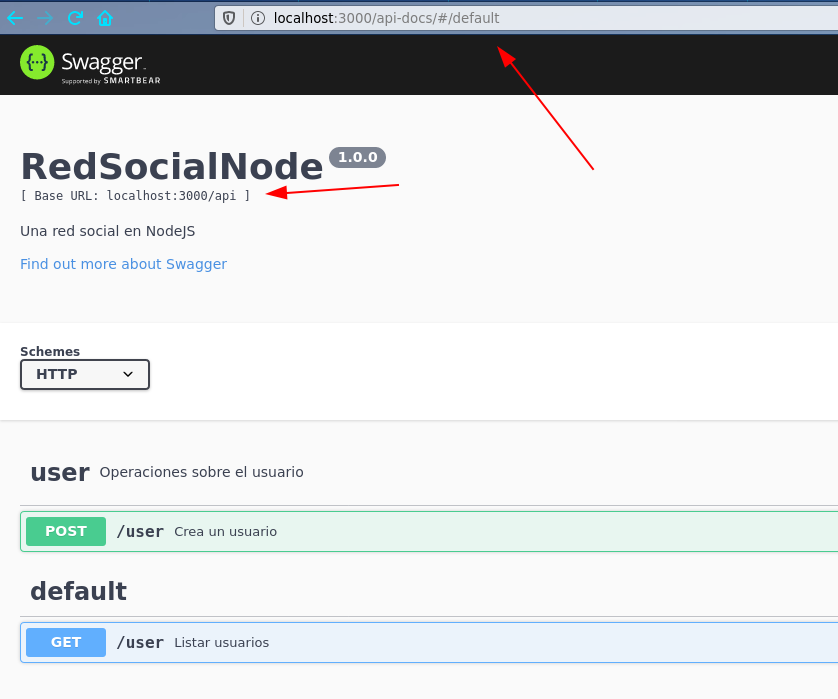 localhost:3000/api-docs/#/default
Swagger
Supported by SMARTBEAR
RedSocialNode 1.0.0
[ Base URL: localhost:3000/api ]
Una red social en NodeJS
Find out more about Swagger
Schemes
HTTP
user Operaciones sobre el usuario
POST /user Crea un usuario
default
GET /user Listar usuarios